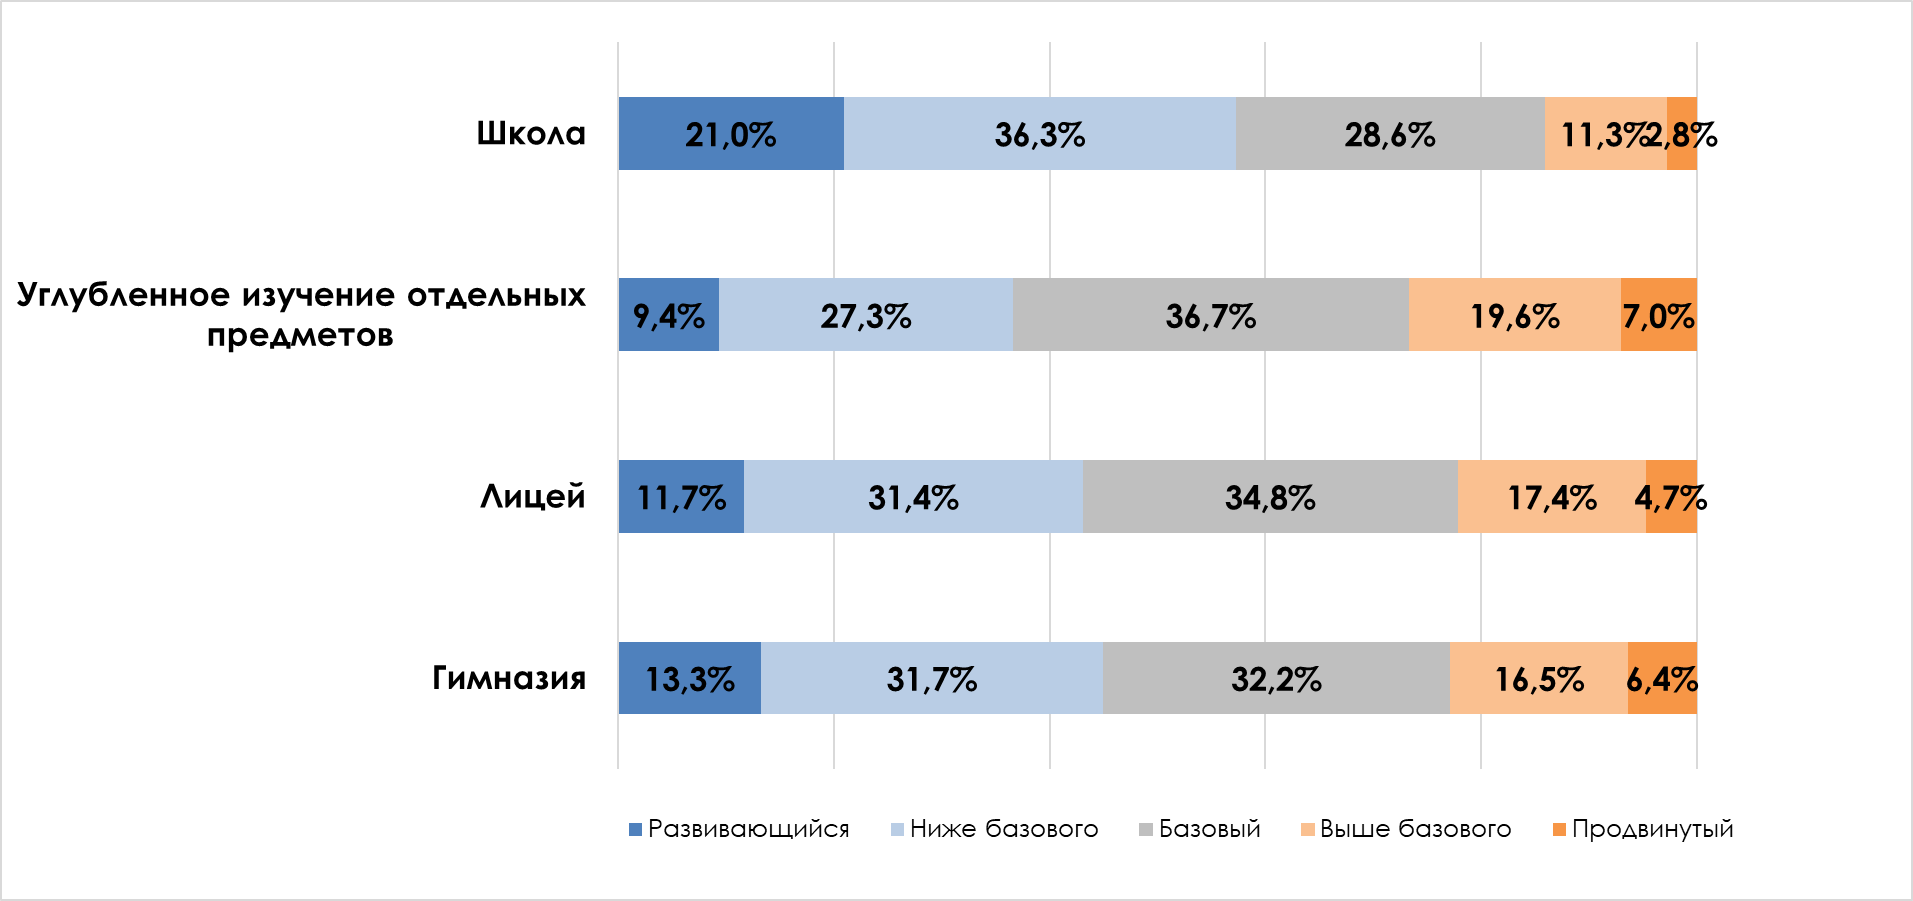 Школа
21,0% 36,3% 28,6% 11,3% 2,8%
Углубленное изучение отдельных
предметов
9,4% 27,3% 36,7% 19,6% 7,0%
Лицей
11,7% 31,4% 34,8% 17,4% 4,7%
Гимназия
13,3% 31,7% 32,2% 16,5% 6,4%
Развивающийся Ниже базового Базовый Выше базового Продвинутый